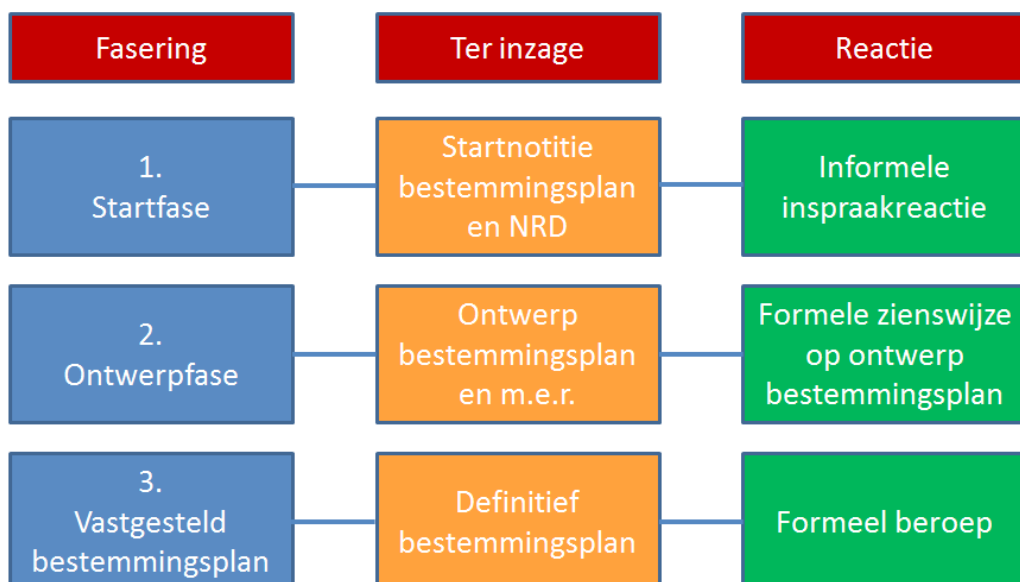 Fasering
Ter inzage
Reactie
1.
Startfase
Startnotitie
bestemmingsplan
en NRD
Informele
inspraakreactie
2.
Ontwerpfase
Ontwerp
bestemmingsplan
en m.e.r.
Formele zienswijze
op ontwerp
bestemmingsplan
3.
Vastgesteld
bestemmingsplan
Definitief
bestemmingsplan
Formeel beroep